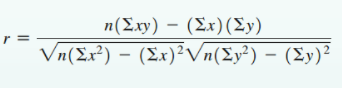 r = n(Σxy) − (Σx)(Σy) / √n(Σx²) − (Σx)² √n(Σy²) − (Σy)²